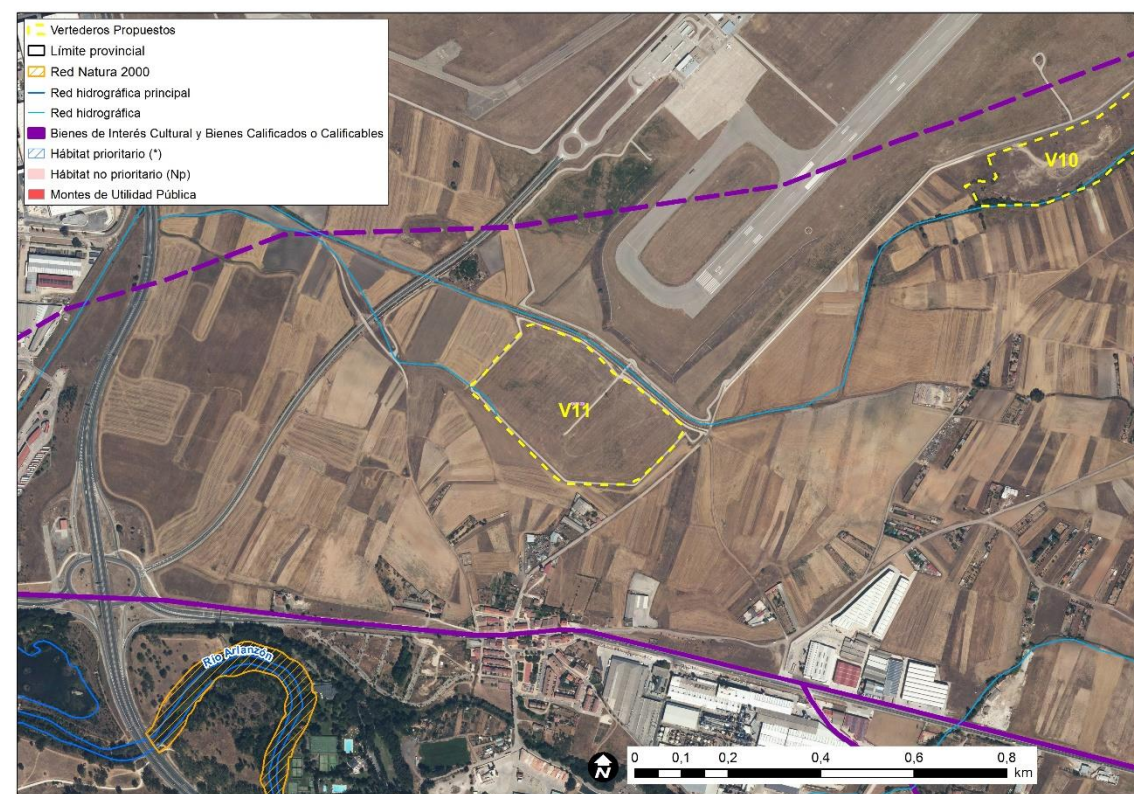 Vertederos Propuestos
Límite provincial
Red Natura 2000
Red hidrográfica principal
Red hidrográfica
Bienes de Interés Cultural y Bienes Calificados o Calificables
Hábitat prioritario (*)
Hábitat no prioritario (Np)
Montes de Utilidad Pública
V10
V11
Río Arlanzón
N
0 0,1 0,2 0,4 0,6 0,8
km